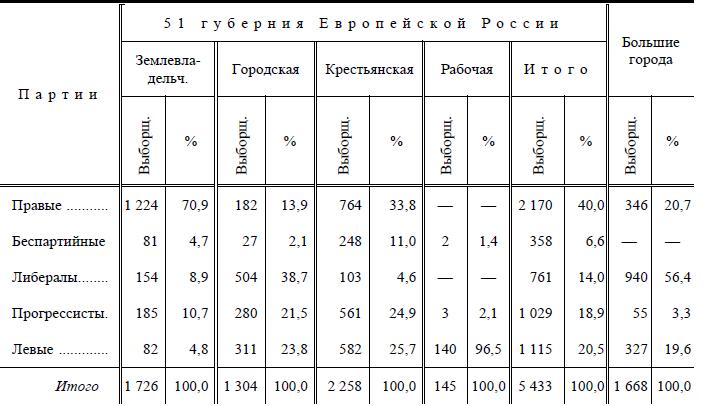 51 губерния Европейской России
Большие города
Партии
Землевла-
дельч.
Городская
Крестьянская
Рабочая
Итого
Выборщ. % Выборщ. % Выборщ. % Выборщ. % Выборщ. % Выборщ. %
Правые ........... 1 224 70,9 182 13,9 764 33,8 — — 2 170 40,0 346 20,7
Беспартийные 81 4,7 27 2,1 248 11,0 2 1,4 358 6,6 — —
Либералы........ 154 8,9 504 38,7 103 4,6 — — 761 14,0 940 56,4
Прогрессисты. 185 10,7 280 21,5 561 24,9 3 2,1 1 029 18,9 55 3,3
Левые ............. 82 4,8 311 23,8 582 25,7 140 96,5 1 115 20,5 327 19,6
Итого 1 726 100,0 1 304 100,0 2 258 100,0 145 100,0 5 433 100,0 1 668 100,0